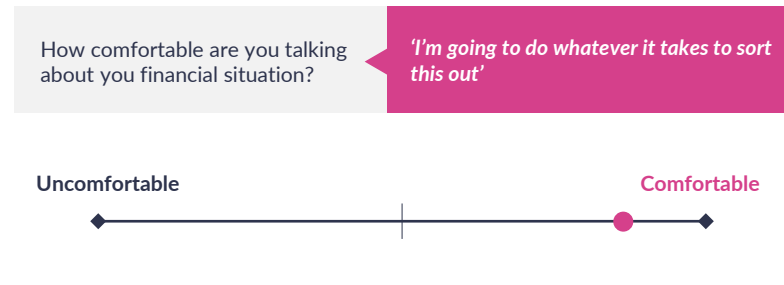 How comfortable are you talking
about you financial situation?
‘I’m going to do whatever it takes to sort
this out’
Uncomfortable
Comfortable